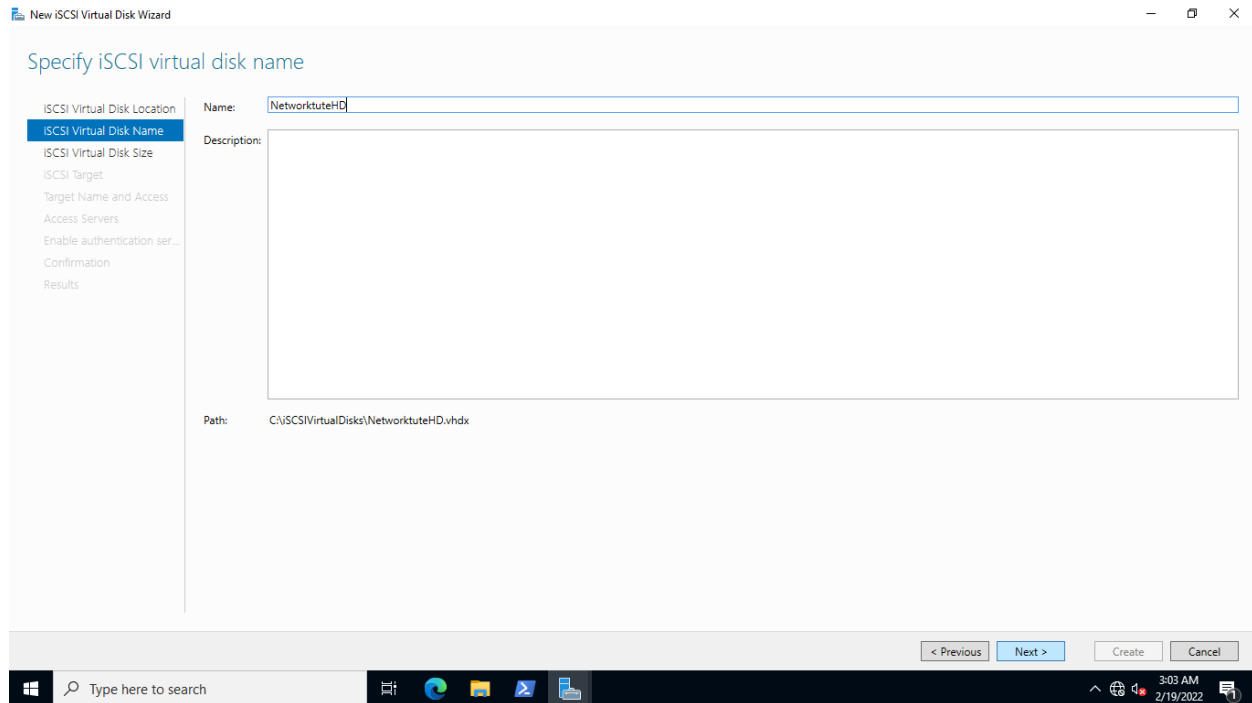 New iSCSI Virtual Disk Wizard
Specify iSCSI virtual disk name
iSCSI Virtual Disk Location
iSCSI Virtual Disk Name
iSCSI Virtual Disk Size
iSCSI Target
Target Name and Access
Access Servers
Enable authentication ser...
Confirmation
Results
Name:
NetworktuteHD
Description:
Path:
C:\iSCSIVirtualDisks\NetworktuteHD.vhdx
< Previous
Next >
Create
Cancel
Type here to search
3:03 AM
2/19/2022
1